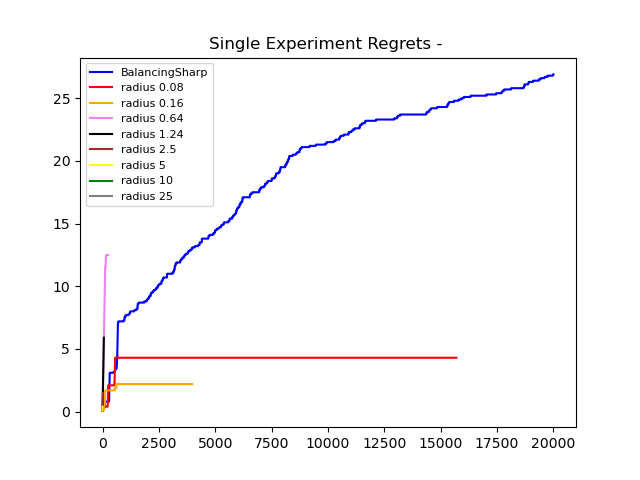 Single Experiment Regrets -
BalancingSharp
radius 0.08
radius 0.16
radius 0.64
radius 1.24
radius 2.5
radius 5
radius 10
radius 25
25
20
15
10
5
0
0 2500 5000 7500 10000 12500 15000 17500 20000